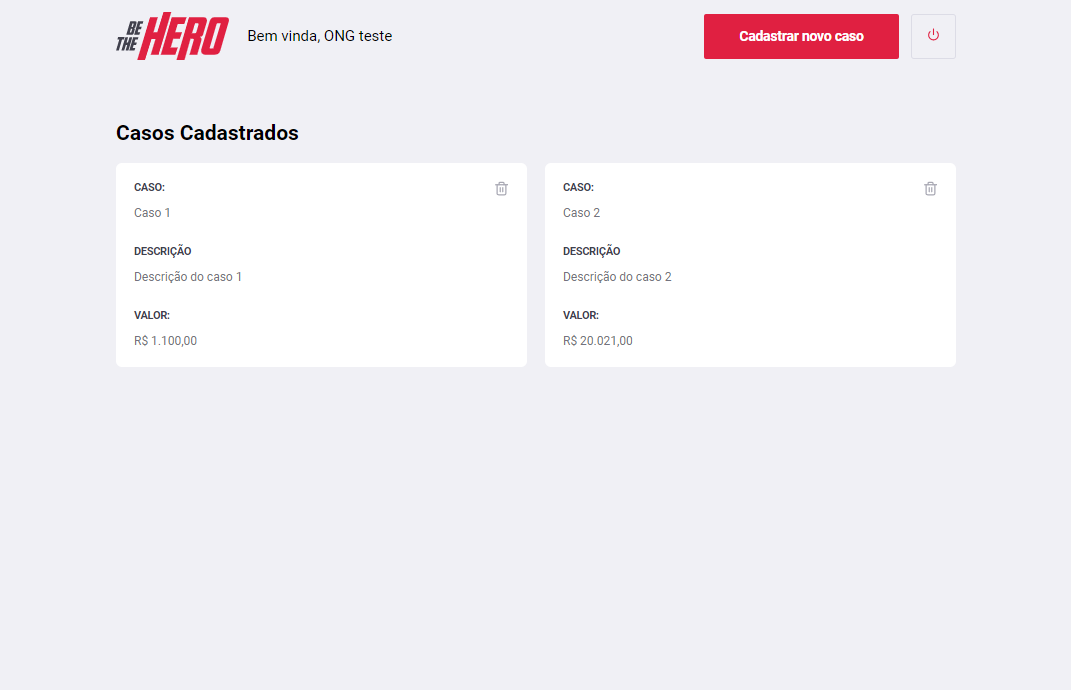 BE THE HERO
Bem vinda, ONG teste
Cadastrar novo caso
Casos Cadastrados
CASO:
Caso 1
DESCRIÇÃO
Descrição do caso 1
VALOR:
R$ 1.100,00
CASO:
Caso 2
DESCRIÇÃO
Descrição do caso 2
VALOR:
R$ 20.021,00